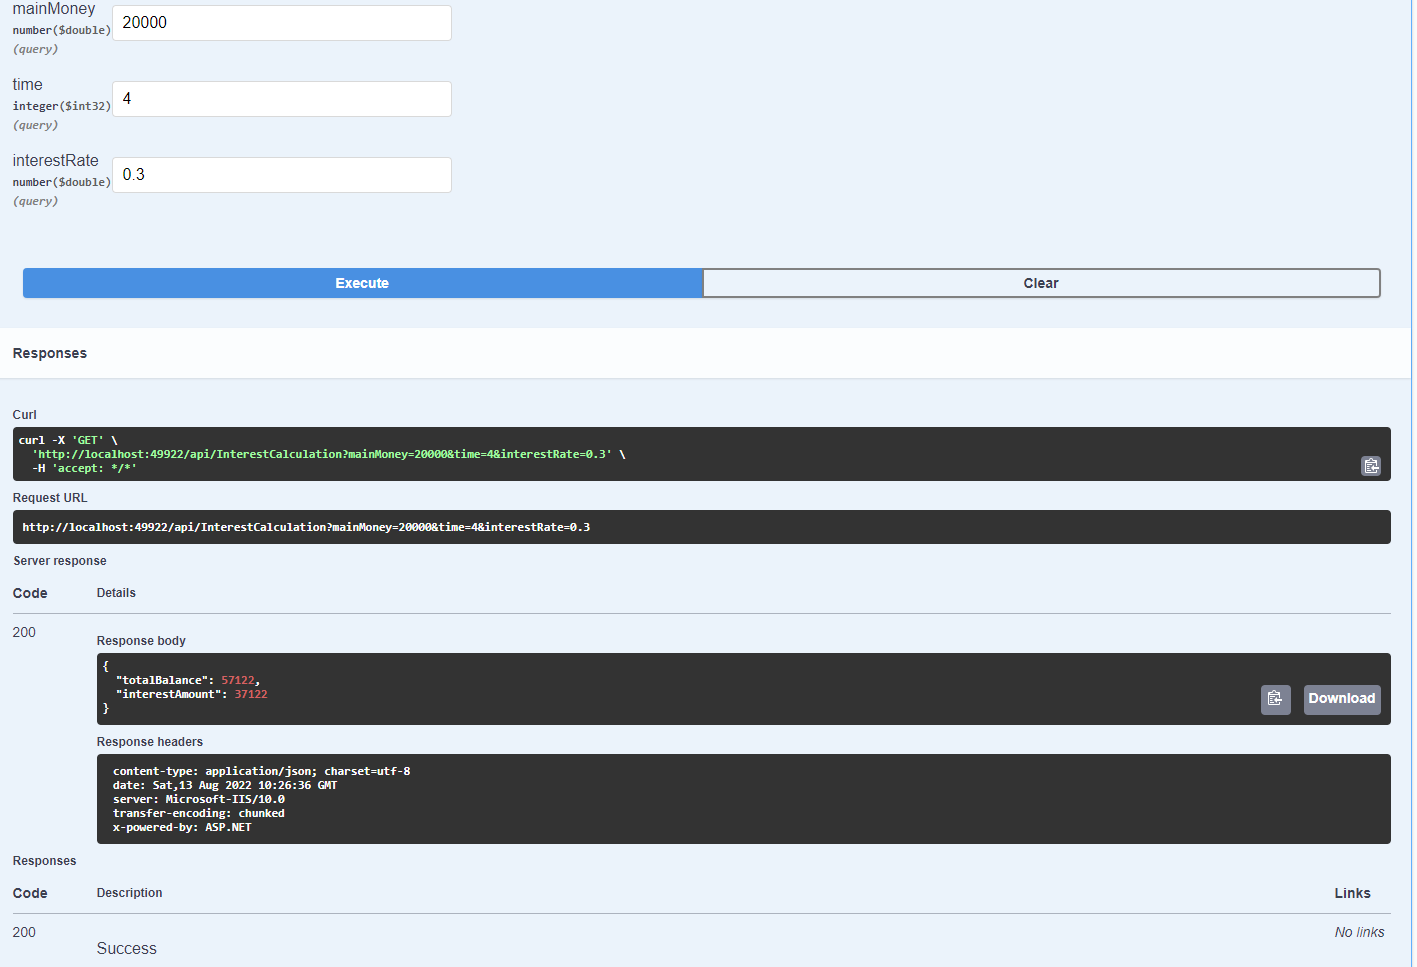 mainMoney
number($double)
(query)
20000
time
integer($int32)
(query)
4
interestRate
number($double)
(query)
0.3
Execute
Clear
Responses
Curl
curl -X 'GET' \
'http://localhost:49922/api/InterestCalculation?mainMoney=20000&time=4&interestRate=0.3' \
-H 'accept: */*'
Request URL
http://localhost:49922/api/InterestCalculation?mainMoney=20000&time=4&interestRate=0.3
Server response
Code Details
200
Response body
{
"totalBalance": 57122,
"interestAmount": 37122
}
Download
Response headers
content-type: application/json; charset=utf-8
date: Sat,13 Aug 2022 10:26:36 GMT
server: Microsoft-IIS/10.0
transfer-encoding: chunked
x-powered-by: ASP.NET
Responses
Code Description Links
200 No links
Success